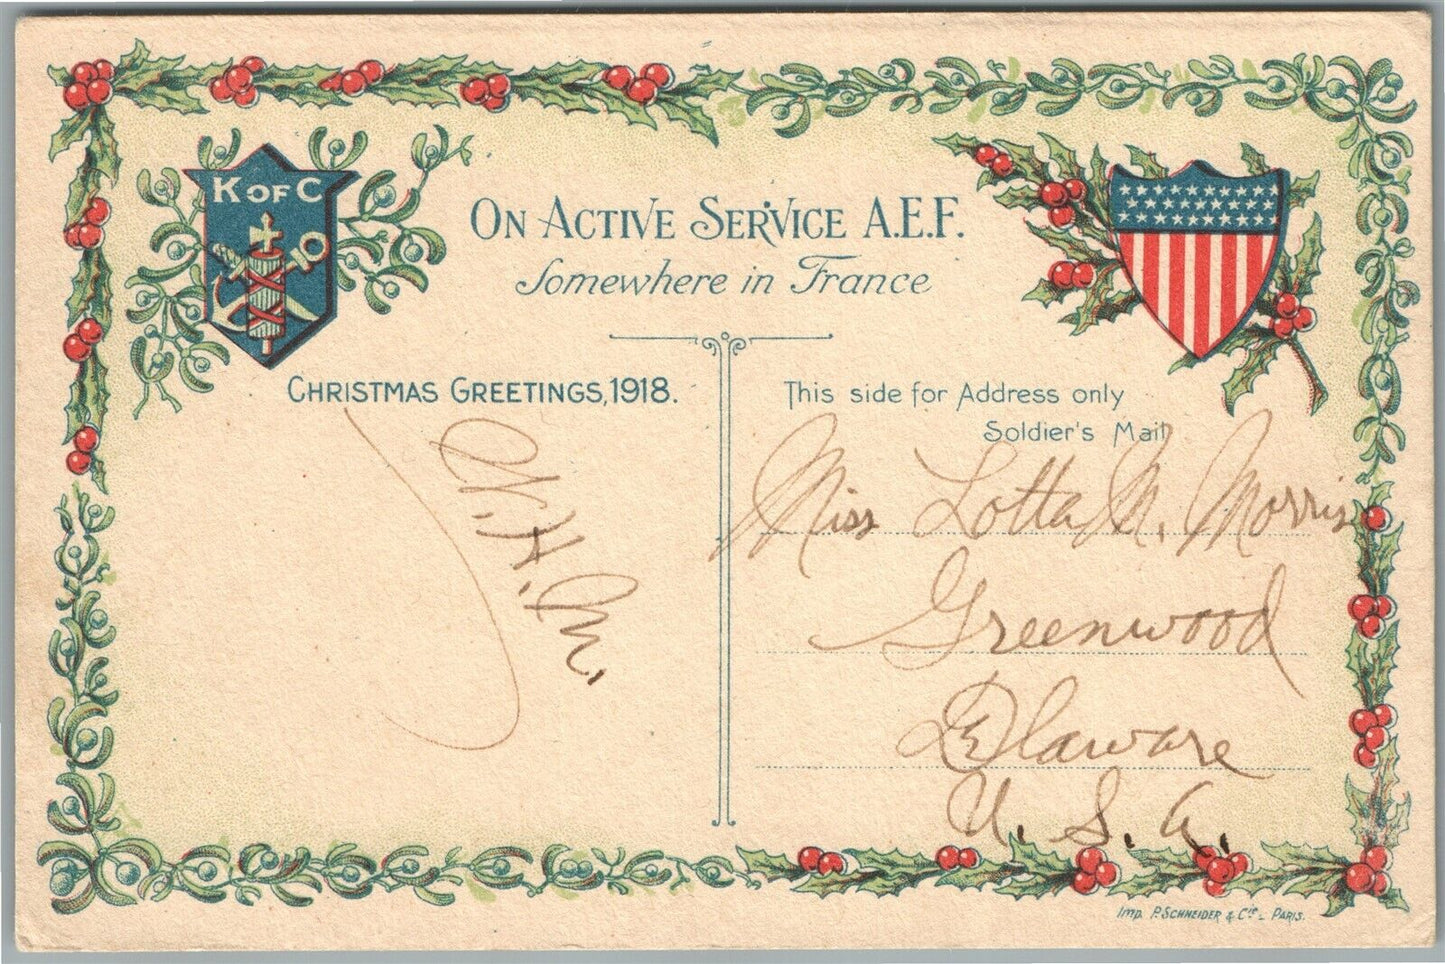 K OF C
ON ACTIVE SERVICE A.E.F.
Somewhere in France
CHRISTMAS GREETINGS, 1918.
This side for Address only
Soldier's Mail
Miss Lotta M. Morris
Greenwood
Delaware
U. S. A.
H. M.
Imp. P. SCHNEIDER & Cie - PARIS.